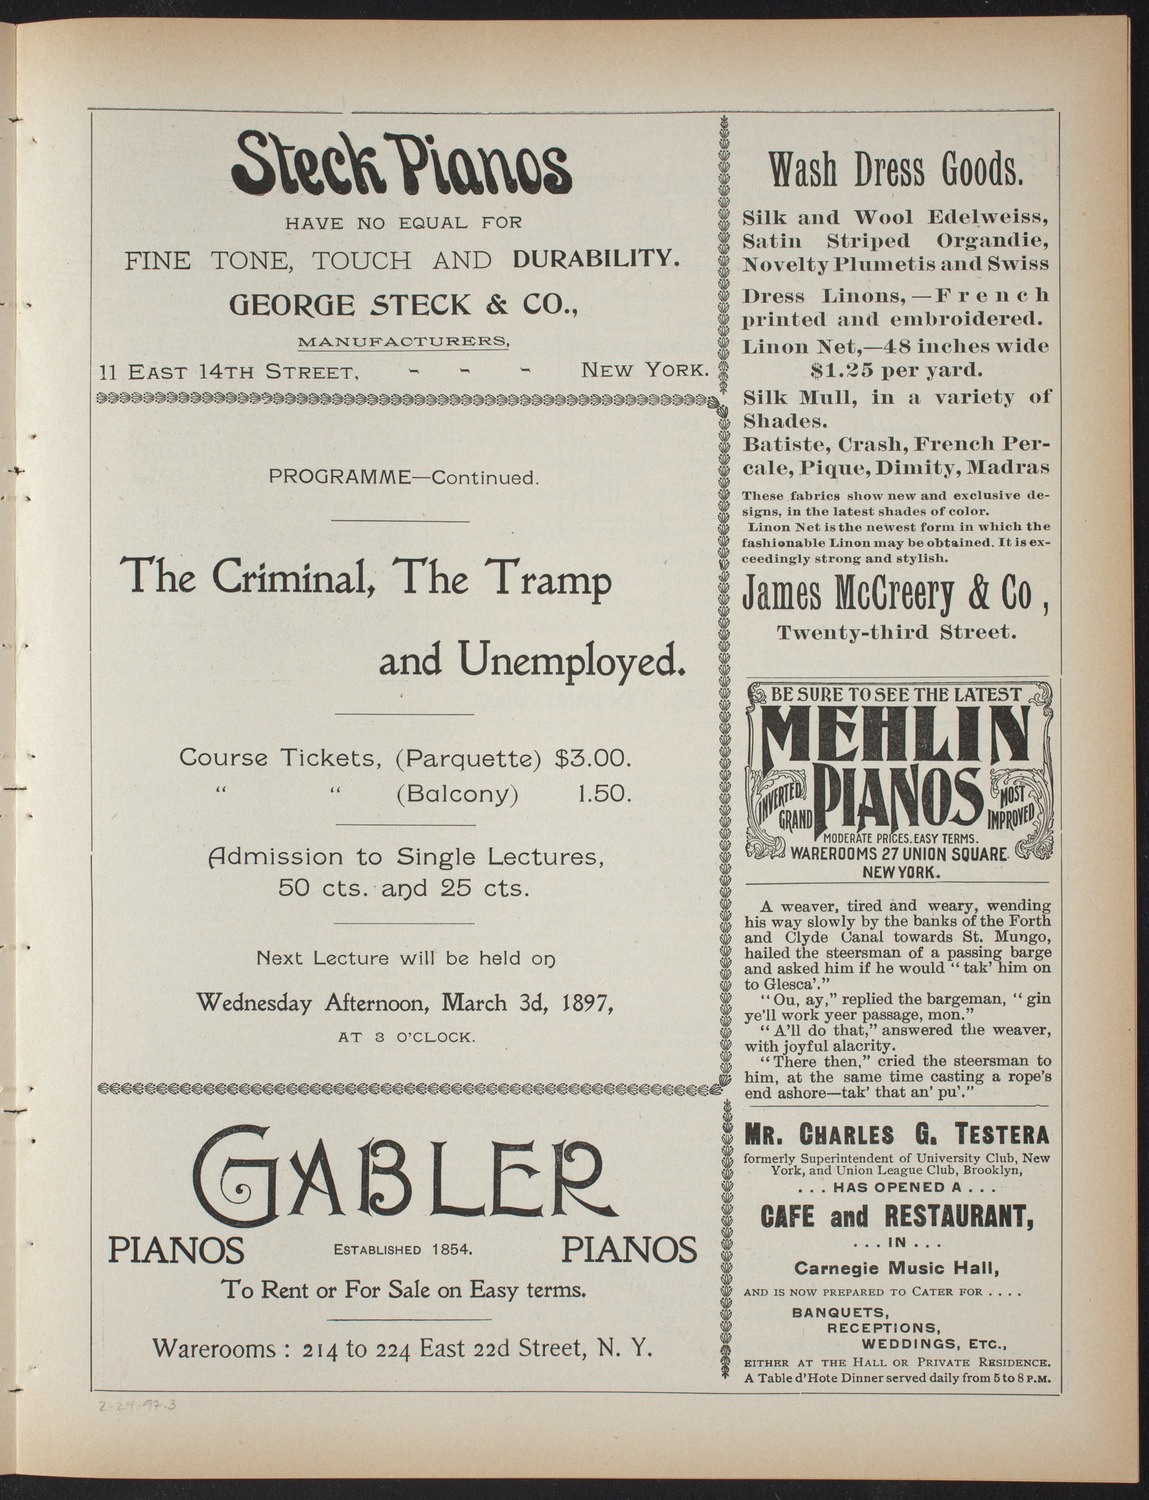 Steck Pianos
HAVE NO EQUAL FOR
FINE TONE, TOUCH AND DURABILITY.
GEORGE STECK & CO.,
MANUFACTURERS,
11 EAST 14TH STREET, - - - NEW YORK.
PROGRAMME—Continued.
The Criminal, The Tramp
and Unemployed.
Course Tickets, (Parquette) $3.00.
" " (Balcony) 1.50.
Admission to Single Lectures,
50 cts. and 25 cts.
Next Lecture will be held on
Wednesday Afternoon, March 3d, 1897,
AT 3 O'CLOCK.
GABLER
PIANOS ESTABLISHED 1854. PIANOS
To Rent or For Sale on Easy terms.
Warerooms : 214 to 224 East 22d Street, N. Y.
Wash Dress Goods.
Silk and Wool Edelweiss,
Satin Striped Organdie,
Novelty Plumetis and Swiss
Dress Linons,—French
printed and embroidered.
Linon Net,—48 inches wide
$1.25 per yard.
Silk Mull, in a variety of
Shades.
Batiste, Crash, French Per-
cale, Pique, Dimity, Madras
These fabrics show new and exclusive de-
signs, in the latest shades of color.
Linon Net is the newest form in which the
fashionable Linon may be obtained. It is ex-
ceedingly strong and stylish.
James McCreery & Co,
Twenty-third Street.
BE SURE TO SEE THE LATEST
MEHLIN
INVERTED GRAND PIANOS MOST IMPROVED
MODERATE PRICES. EASY TERMS.
WAREROOMS 27 UNION SQUARE
NEW YORK.
A weaver, tired and weary, wending
his way slowly by the banks of the Forth
and Clyde Canal towards St. Mungo,
hailed the steersman of a passing barge
and asked him if he would "tak' him on
to Glesca'."
"Ou, ay," replied the bargeman, "gin
ye'll work yeer passage, mon."
"A'll do that," answered the weaver,
with joyful alacrity.
"There then," cried the steersman to
him, at the same time casting a rope's
end ashore—tak' that an' pu'."
MR. CHARLES G. TESTERA
formerly Superintendent of University Club, New
York, and Union League Club, Brooklyn,
. . . HAS OPENED A . . .
CAFE and RESTAURANT,
. . . IN . . .
Carnegie Music Hall,
AND IS NOW PREPARED TO CATER FOR . . . .
BANQUETS,
RECEPTIONS,
WEDDINGS, ETC.,
EITHER AT THE HALL OR PRIVATE RESIDENCE.
A Table d'Hote Dinner served daily from 5 to 8 P.M.
2-24-97.3